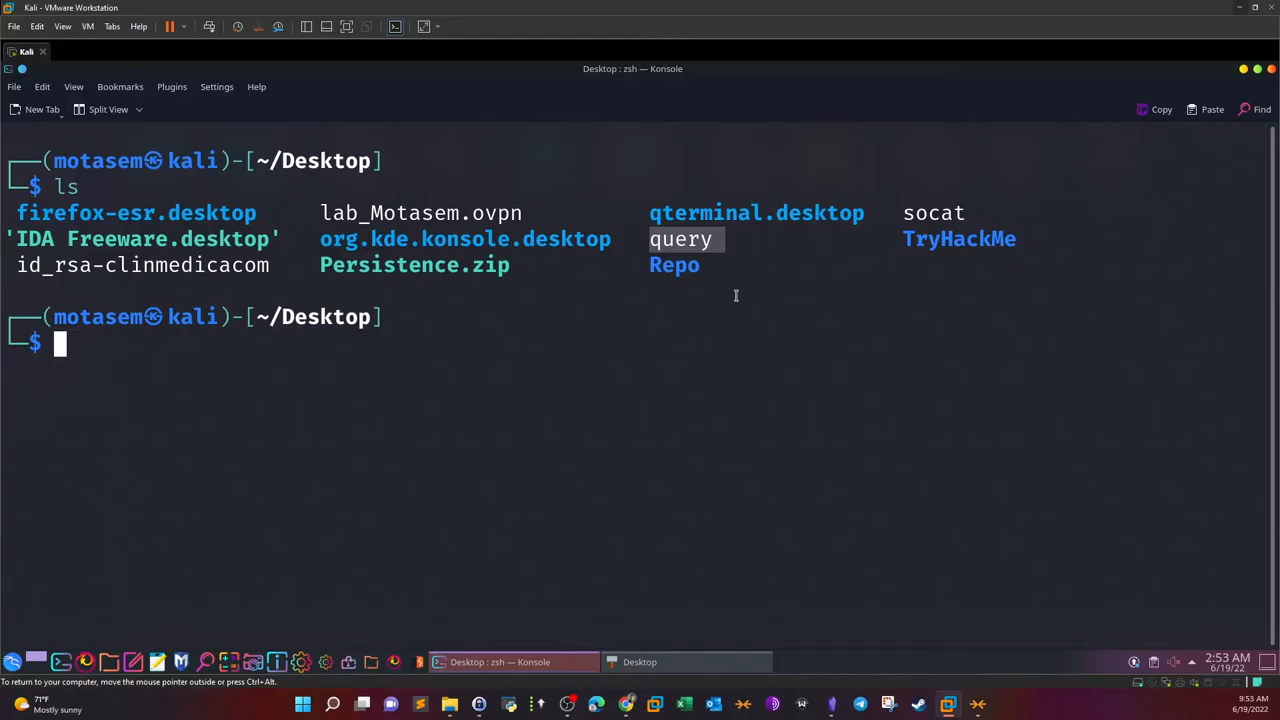 Kali - VMware Workstation
File Edit View VM Tabs Help
Kali
Desktop : zsh — Konsole
File Edit View Bookmarks Plugins Settings Help
New Tab Split View Copy Paste Find
┌──(motasem㉿kali)-[~/Desktop]
└─$ ls
firefox-esr.desktop lab_Motasem.ovpn qterminal.desktop socat
'IDA Freeware.desktop' org.kde.konsole.desktop query TryHackMe
id_rsa-clinmedicacom Persistence.zip Repo
┌──(motasem㉿kali)-[~/Desktop]
└─$
Desktop : zsh — Konsole Desktop 2:53 AM
6/19/22
To return to your computer, move the mouse pointer outside or press Ctrl+Alt.
71°F 9:53 AM
Mostly sunny 6/19/2022